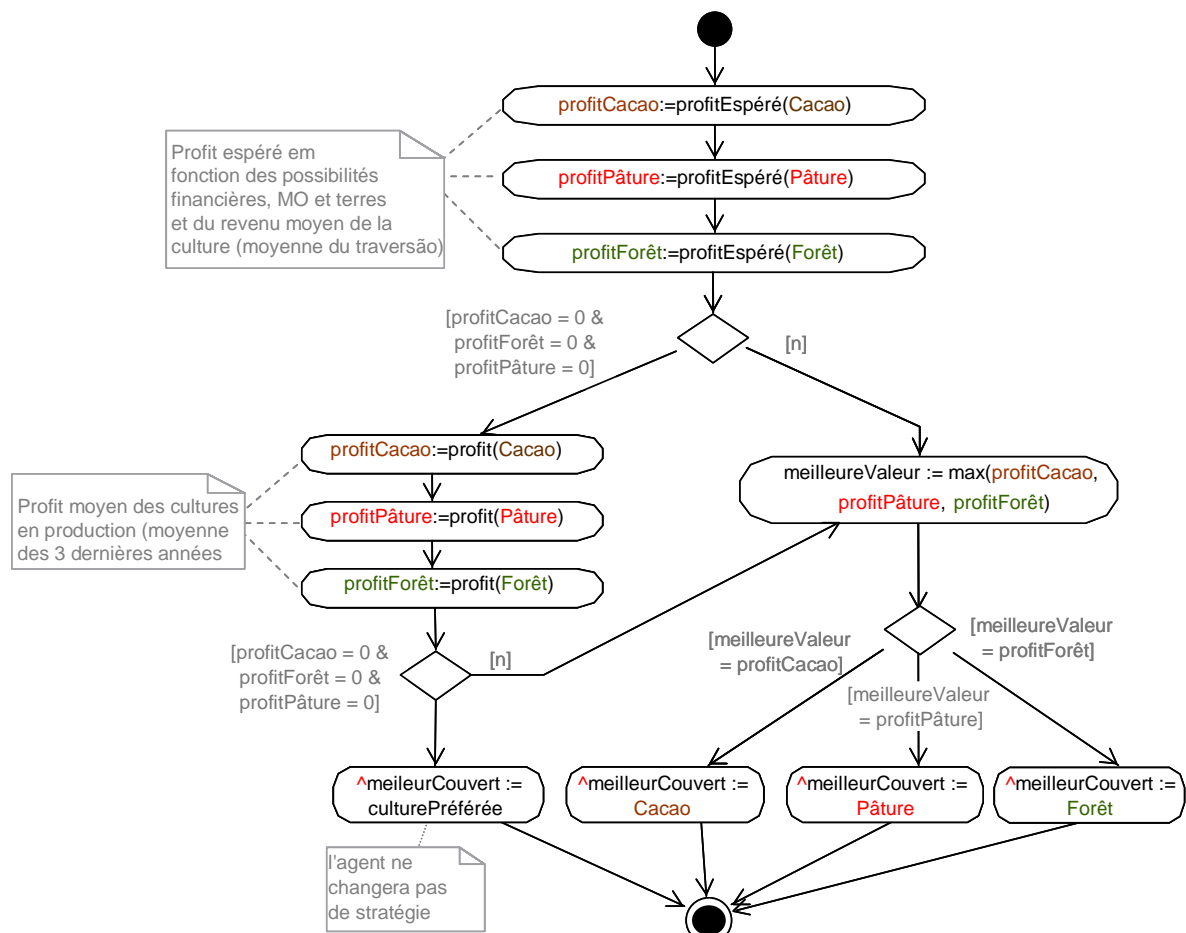 profitCacao:=profitEspéré(Cacao)
Profit espéré em
fonction des possibilités
financières, MO et terres
et du revenu moyen de la
culture (moyenne du traversão)
profitPâture:=profitEspéré(Pâture)
profitForêt:=profitEspéré(Forêt)
[profitCacao = 0 &
profitForêt = 0 &
profitPâture = 0]
[n]
profitCacao:=profit(Cacao)
Profit moyen des cultures
en production (moyenne
des 3 dernières années
profitPâture:=profit(Pâture)
profitForêt:=profit(Forêt)
meilleureValeur := max(profitCacao,
profitPâture, profitForêt)
[profitCacao = 0 &
profitForêt = 0 &
profitPâture = 0]
[n]
[meilleureValeur
= profitCacao]
[meilleureValeur
= profitPâture]
[meilleureValeur
= profitForêt]
^meileurCouvert :=
culturePréférée
^meilleurCouvert :=
Cacao
^meilleurCouvert :=
Pâture
^meilleurCouvert :=
Forêt
l'agent ne
changera pas
de stratégie